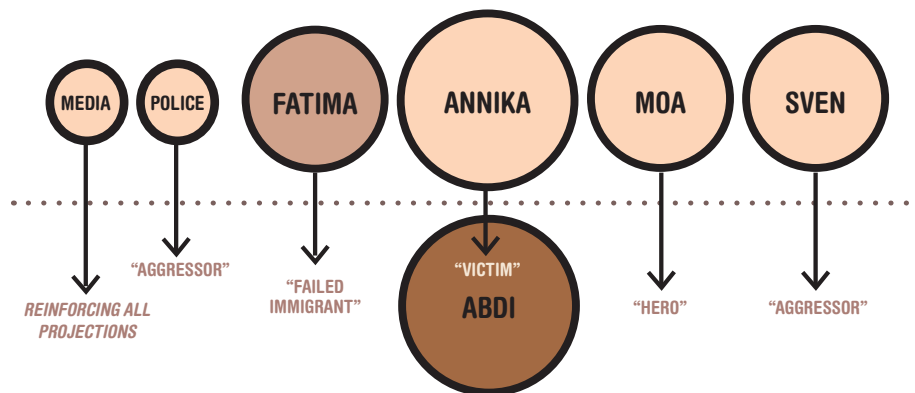 MEDIA
POLICE
FATIMA
ANNIKA
MOA
SVEN
“AGGRESSOR”
REINFORCING ALL
PROJECTIONS
“FAILED
IMMIGRANT”
“VICTIM”
ABDI
“HERO”
“AGGRESSOR”